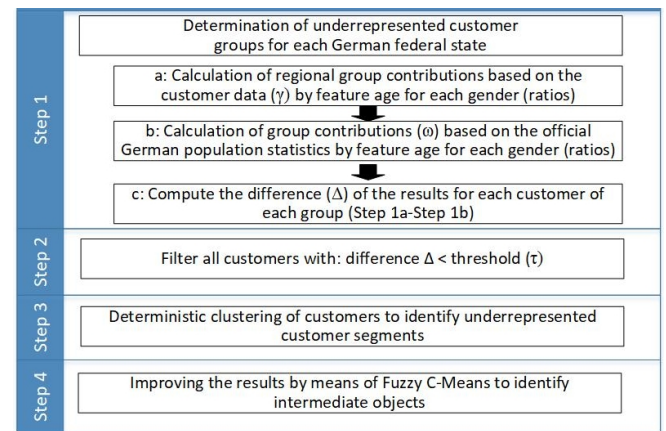 Step 1
Determination of underrepresented customer
groups for each German federal state
a: Calculation of regional group contributions based on the
customer data (γ) by feature age for each gender (ratios)
b: Calculation of group contributions (ω) based on the official
German population statistics by feature age for each gender (ratios)
c: Compute the difference (Δ) of the results for each customer of
each group (Step 1a-Step 1b)
Step 2
Filter all customers with: difference Δ < threshold (τ)
Step 3
Deterministic clustering of customers to identify underrepresented
customer segments
Step 4
Improving the results by means of Fuzzy C-Means to identify
intermediate objects